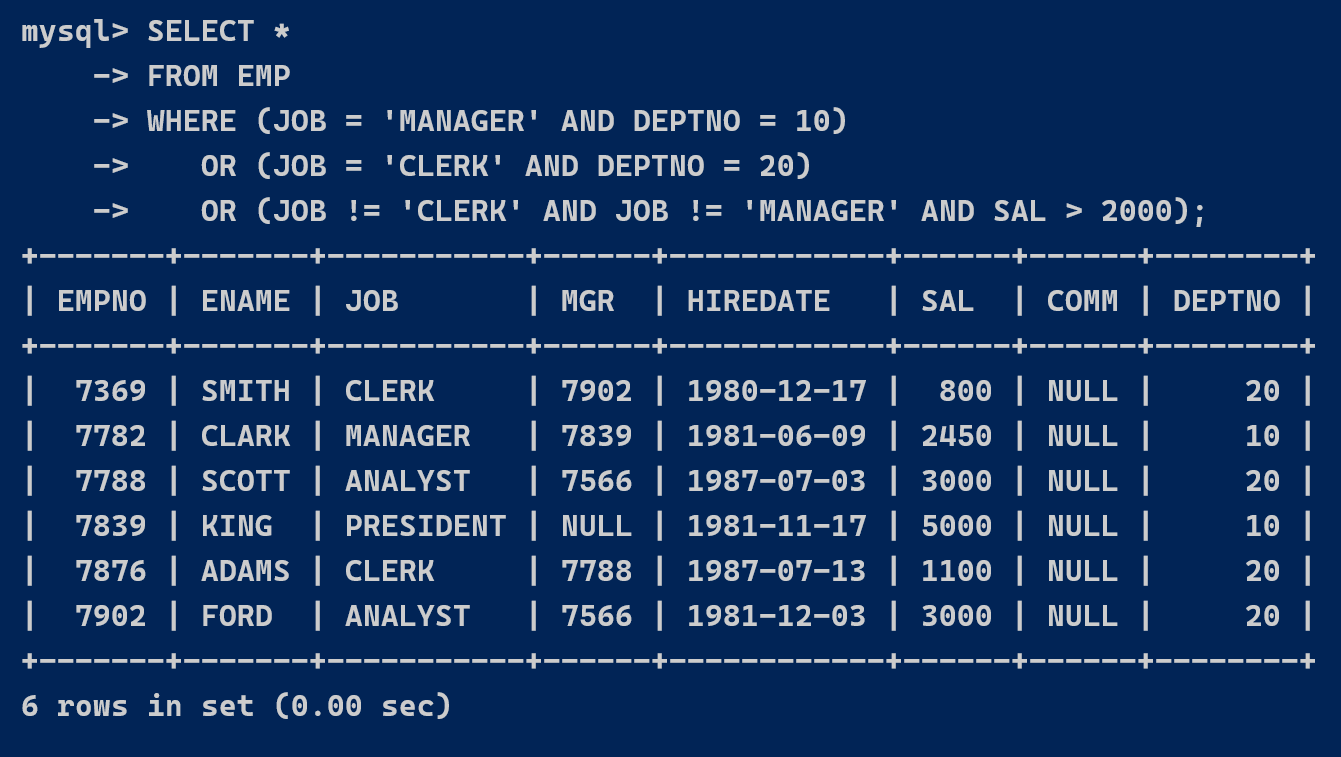 mysql> SELECT *
    -> FROM EMP
    -> WHERE (JOB = 'MANAGER' AND DEPTNO = 10)
    ->    OR (JOB = 'CLERK' AND DEPTNO = 20)
    ->    OR (JOB != 'CLERK' AND JOB != 'MANAGER' AND SAL > 2000);
+-------+-------+-----------+------+------------+------+------+--------+
| EMPNO | ENAME | JOB       | MGR  | HIREDATE   | SAL  | COMM | DEPTNO |
+-------+-------+-----------+------+------------+------+------+--------+
|  7369 | SMITH | CLERK     | 7902 | 1980-12-17 |  800 | NULL |     20 |
|  7782 | CLARK | MANAGER   | 7839 | 1981-06-09 | 2450 | NULL |     10 |
|  7788 | SCOTT | ANALYST   | 7566 | 1987-07-03 | 3000 | NULL |     20 |
|  7839 | KING  | PRESIDENT | NULL | 1981-11-17 | 5000 | NULL |     10 |
|  7876 | ADAMS | CLERK     | 7788 | 1987-07-13 | 1100 | NULL |     20 |
|  7902 | FORD  | ANALYST   | 7566 | 1981-12-03 | 3000 | NULL |     20 |
+-------+-------+-----------+------+------------+------+------+--------+
6 rows in set (0.00 sec)